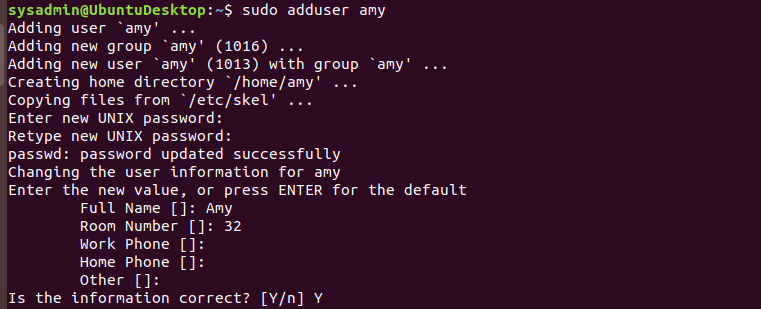 sysadmin@UbuntuDesktop:~$ sudo adduser amy
Adding user `amy' ...
Adding new group `amy' (1016) ...
Adding new user `amy' (1013) with group `amy' ...
Creating home directory `/home/amy' ...
Copying files from `/etc/skel' ...
Enter new UNIX password:
Retype new UNIX password:
passwd: password updated successfully
Changing the user information for amy
Enter the new value, or press ENTER for the default
        Full Name []: Amy
        Room Number []: 32
        Work Phone []:
        Home Phone []:
        Other []:
Is the information correct? [Y/n] Y